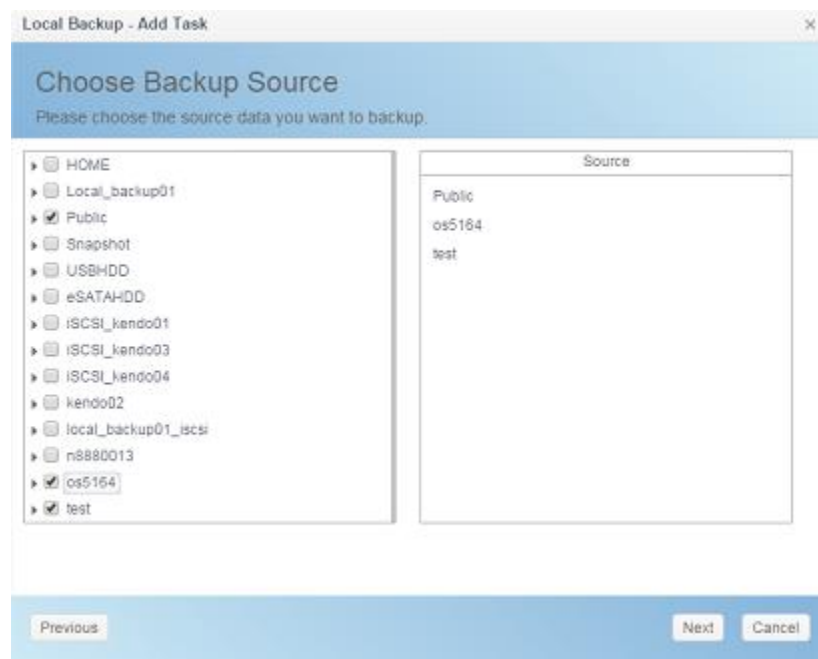 Local Backup - Add Task
Choose Backup Source
Please choose the source data you want to backup.
HOME
Local_backup01
Public
Snapshot
USBHDD
eSATAHDD
iSCSI_kendo01
iSCSI_kendo03
iSCSI_kendo04
kendo02
local_backup01_iscsi
n8880013
os5164
test
Source
Public
os5164
test
Previous
Next
Cancel